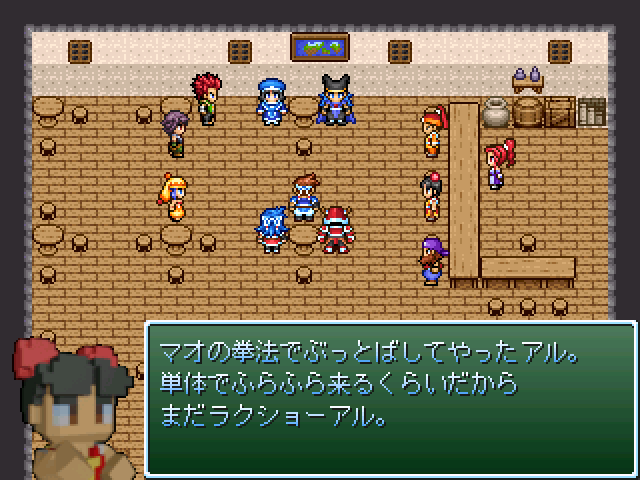 マオの拳法でぶっとばしてやったアル。
単体でふらふら来るくらいだから
まだラクショーアル。